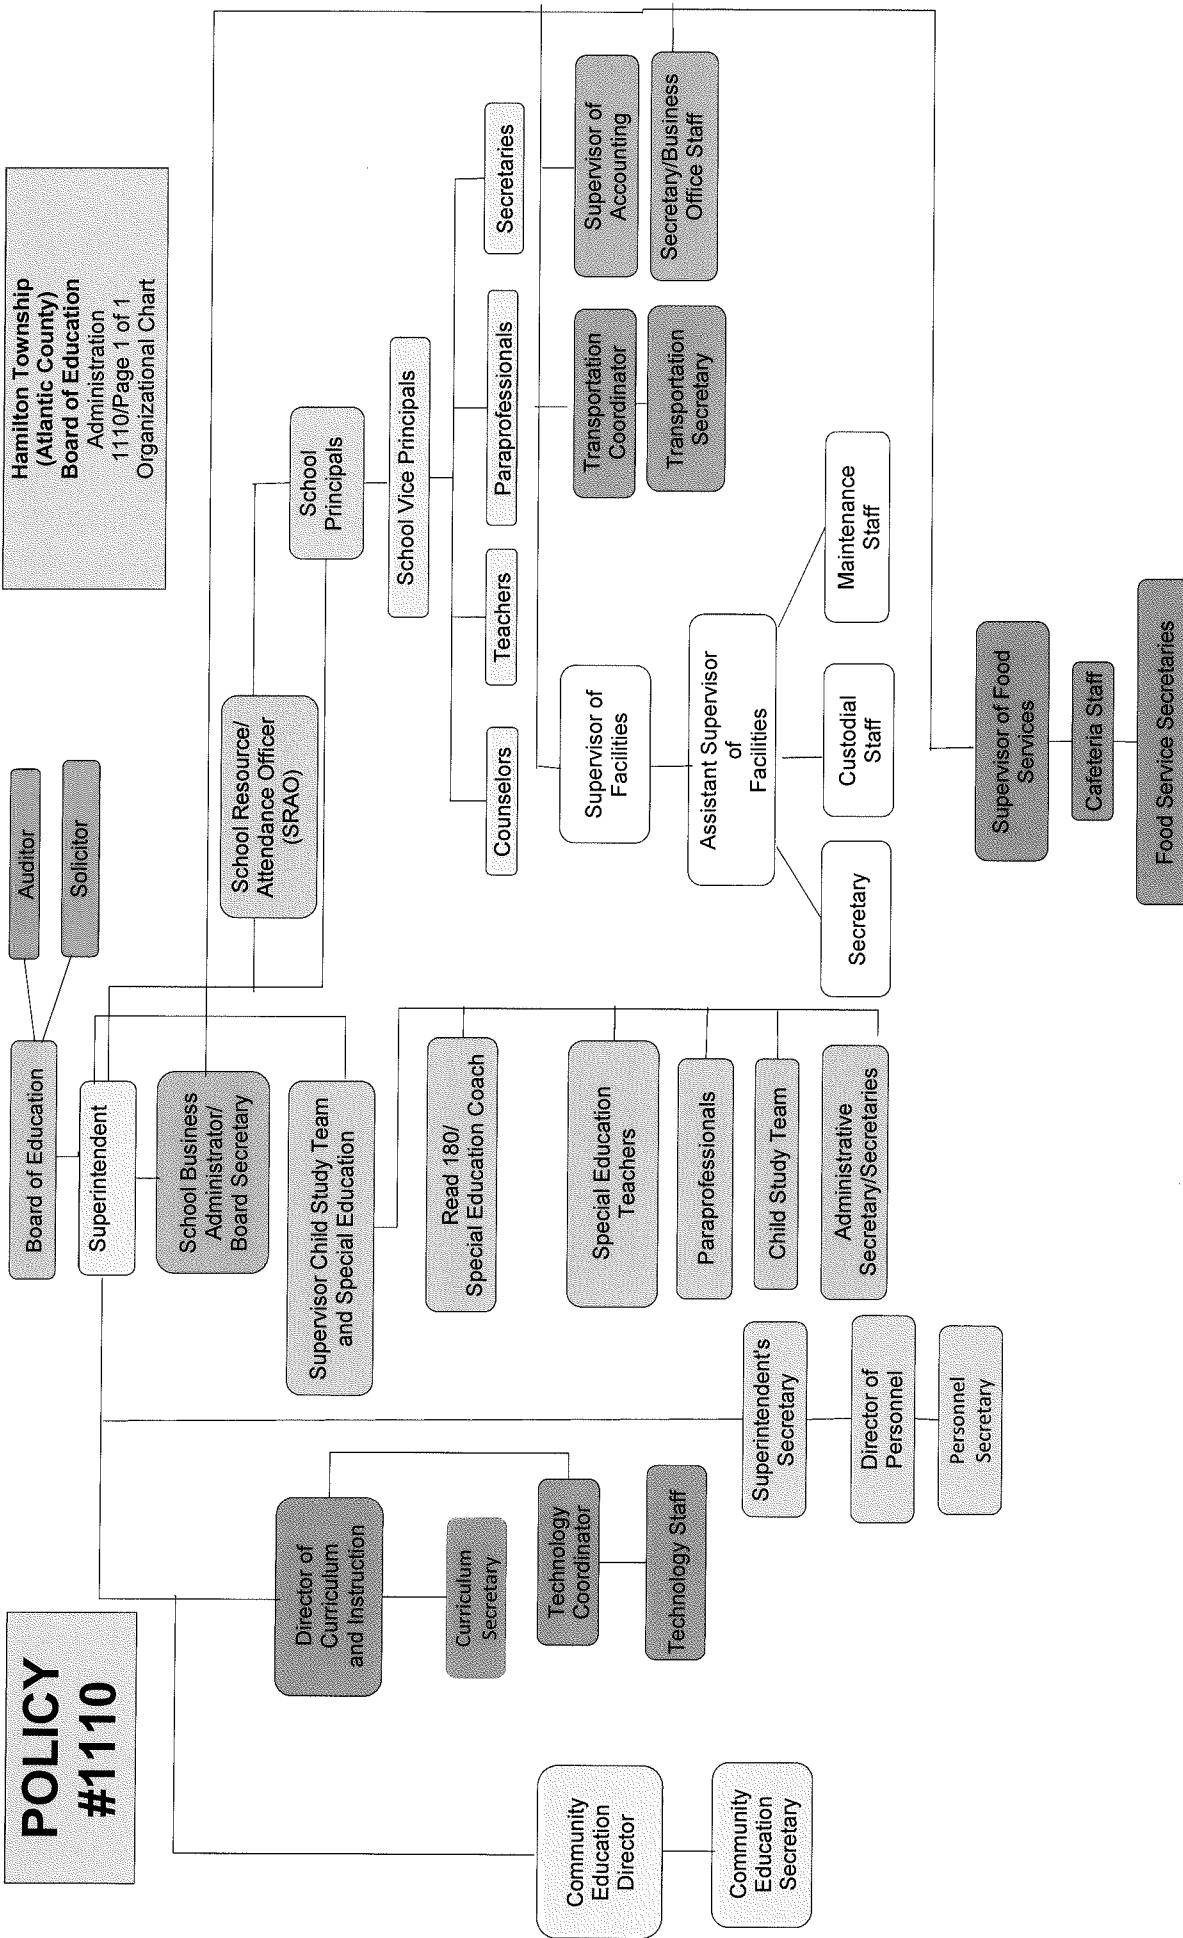 POLICY
#1110
Hamilton Township
(Atlantic County)
Board of Education
Administration
1110/Page 1 of 1
Organizational Chart
Board of Education
Auditor
Solicitor
Superintendent
School Business
Administrator/
Board Secretary
School Resource/
Attendance Officer
(SRAO)
School
Principals
School Vice Principals
Counselors
Teachers
Paraprofessionals
Secretaries
Director of
Curriculum
and Instruction
Curriculum
Secretary
Technology
Coordinator
Technology Staff
Community
Education
Director
Community
Education
Secretary
Superintendent's
Secretary
Director of
Personnel
Personnel
Secretary
Supervisor Child Study Team
and Special Education
Read 180/
Special Education Coach
Special Education
Teachers
Paraprofessionals
Child Study Team
Administrative
Secretary/Secretaries
Supervisor of
Facilities
Assistant Supervisor
of
Facilities
Secretary
Custodial
Staff
Maintenance
Staff
Transportation
Coordinator
Transportation
Secretary
Supervisor of
Accounting
Secretary/Business
Office Staff
Supervisor of Food
Services
Cafeteria Staff
Food Service Secretaries